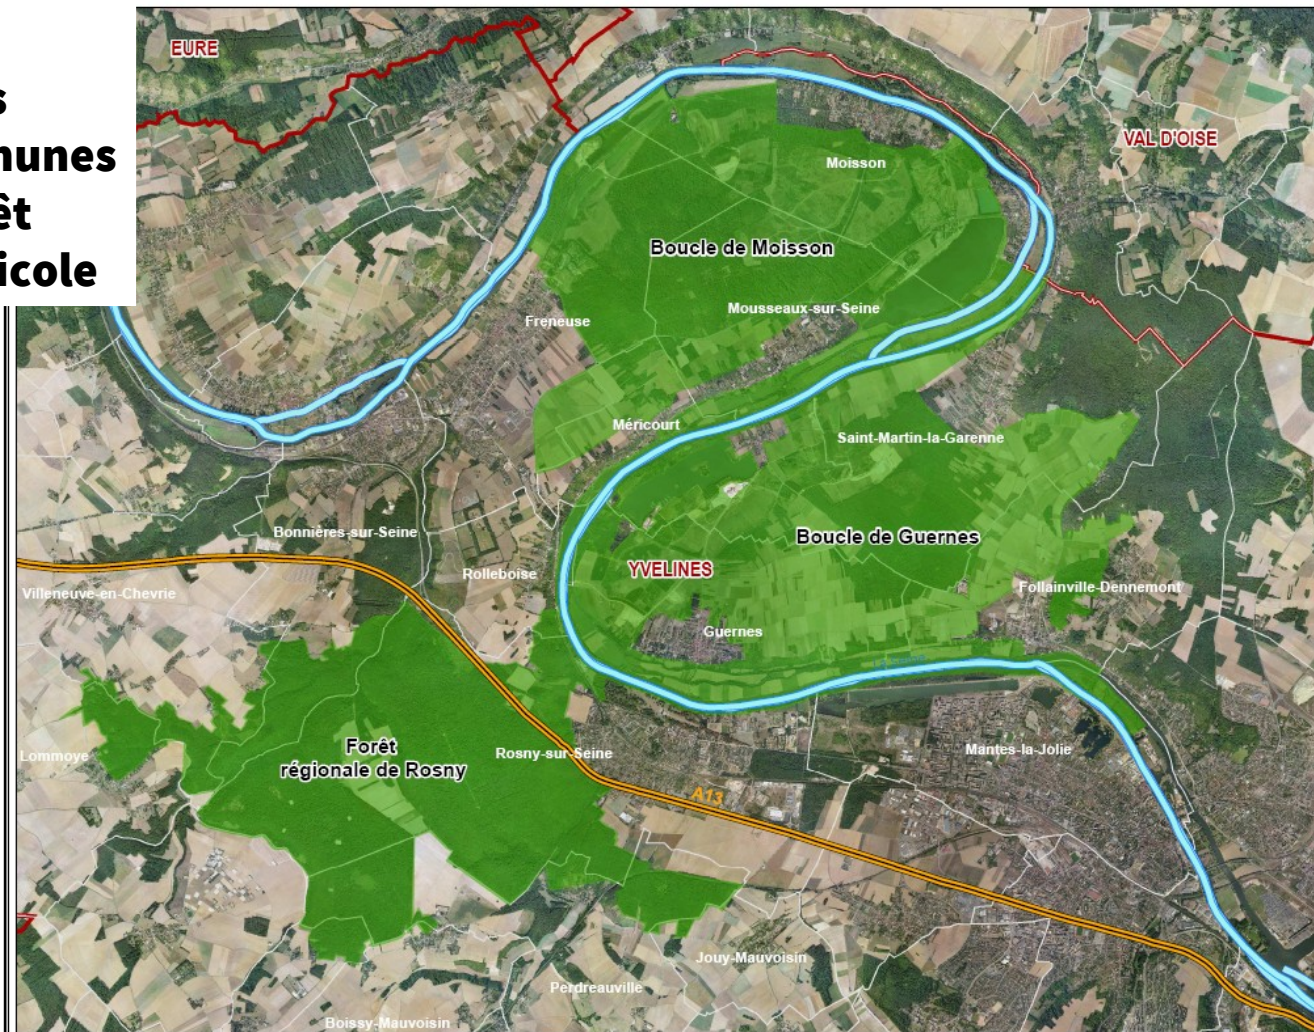 s
munes
êt
icole
EURE
VAL D'OISE
Moisson
Boucle de Moisson
Mousseaux-sur-Seine
Freneuse
Méricourt
Saint-Martin-la-Garenne
Bonnières-sur-Seine
Boucle de Guernes
Rolleboise
YVELINES
Villeneuve-en-Chevrie
Follainville-Dennemont
Guernes
Forêt
régionale de Rosny
Rosny-sur-Seine
Mantes-la-Jolie
Lommoye
A13
Jouy-Mauvoisin
Perdreauville
Boissy-Mauvoisin